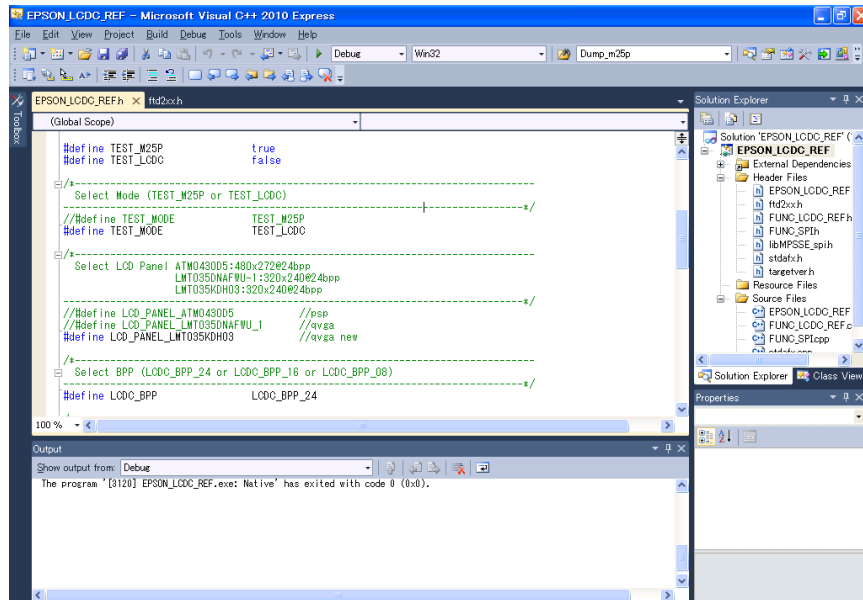 EPSON_LCDC_REF - Microsoft Visual C++ 2010 Express
File Edit View Project Build Debug Tools Window Help
Debug Win32 Dump_m25p
Toolbox
EPSON_LCDC_REF.h ftd2xx.h
(Global Scope)
#define TEST_M25P true
#define TEST_LCDC false
/*------------------------------------------------------------------
Select Mode (TEST_M25P or TEST_LCDC)
------------------------------------------------------------------*/
//#define TEST_MODE TEST_M25P
#define TEST_MODE TEST_LCDC
/*------------------------------------------------------------------
Select LCD Panel ATM0430D5:480x272@24bpp
LMT035DNAFWU-1:320x240@24bpp
LMT035KDH03:320x240@24bpp
------------------------------------------------------------------*/
//#define LCD_PANEL_ATM0430D5 //psp
//#define LCD_PANEL_LMT035DNAFWU_1 //qvga
#define LCD_PANEL_LMT035KDH03 //qvga new
/*------------------------------------------------------------------
Select BPP (LCDC_BPP_24 or LCDC_BPP_16 or LCDC_BPP_08)
------------------------------------------------------------------*/
#define LCDC_BPP LCDC_BPP_24
100 %
Output
Show output from: Debug
The program '[3120] EPSON_LCDC_REF.exe: Native' has exited with code 0 (0x0).
Solution Explorer
Solution 'EPSON_LCDC_REF' (
EPSON_LCDC_REF
External Dependencies
Header Files
EPSON_LCDC_REF
ftd2xx.h
FUNC_LCDC_REF.h
FUNC_SPI.h
libMPSSE_spi.h
stdafx.h
targetver.h
Resource Files
Source Files
EPSON_LCDC_REF
FUNC_LCDC_REF.c
FUNC_SPI.cpp
stdafx.cpp
Solution Explorer Class View
Properties